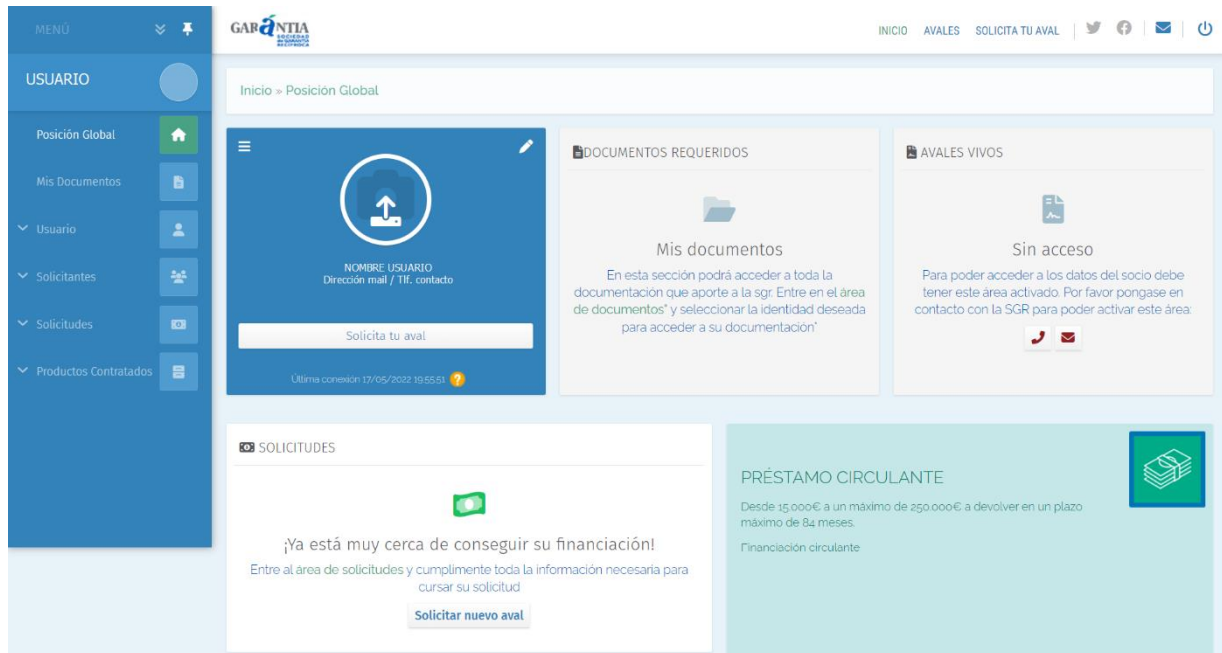 MENÚ
GARÁNTIA
SOCIEDAD
DE GARANTÍA
RECÍPROCA
INICIO AVALES SOLICITA TU AVAL
USUARIO
Inicio » Posición Global
Posición Global
Mis Documentos
Usuario
Solicitantes
Solicitudes
Productos Contratados
NOMBRE USUARIO
Dirección mail / Tlf. contacto
Solicita tu aval
Última conexión 17/05/2022 19:55:51 ?
DOCUMENTOS REQUERIDOS
Mis documentos
En esta sección podrá acceder a toda la
documentación que aporte a la sgr. Entre en el área
de documentos" y seleccionar la identidad deseada
para acceder a su documentación"
AVALES VIVOS
Sin acceso
Para poder acceder a los datos del socio debe
tener este área activado. Por favor pongase en
contacto con la SGR para poder activar este área:
SOLICITUDES
¡Ya está muy cerca de conseguir su financiación!
Entre al área de solicitudes y cumplimente toda la información necesaria para
cursar su solicitud
Solicitar nuevo aval
PRÉSTAMO CIRCULANTE
Desde 15.000€ a un máximo de 250.000€ a devolver en un plazo
máximo de 84 meses.
Financiación circulante